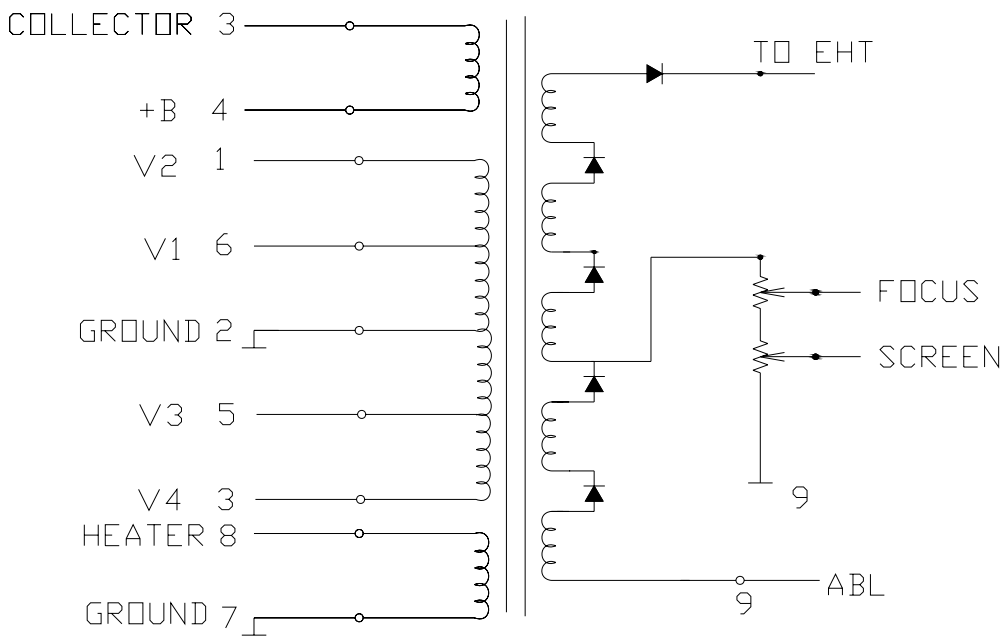 COLLECTOR 3
TO EHT
+B 4
V2 1
V1 6
FOCUS
GROUND 2
SCREEN
V3 5
V4 3
9
HEATER 8
ABL
9
GROUND 7